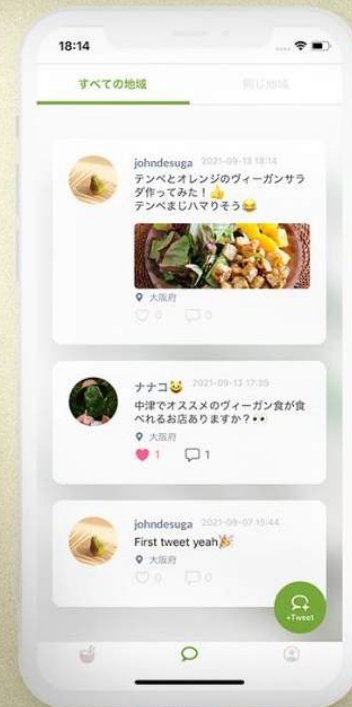 18:14
すべての地域
同じ地域
johndesuga 2021-09-13 18:14
テンペとオレンジのヴィーガンサラ
ダ作ってみた！👍
テンペまじハマりそう😂
大阪府
0 0
ナナコ😺 2021-09-13 17:39
中津でオススメのヴィーガン食が食
べれるお店ありますか？👀
大阪府
1 1
johndesuga 2021-09-07 15:44
First tweet yeah🎉
大阪府
0 0
+Tweet